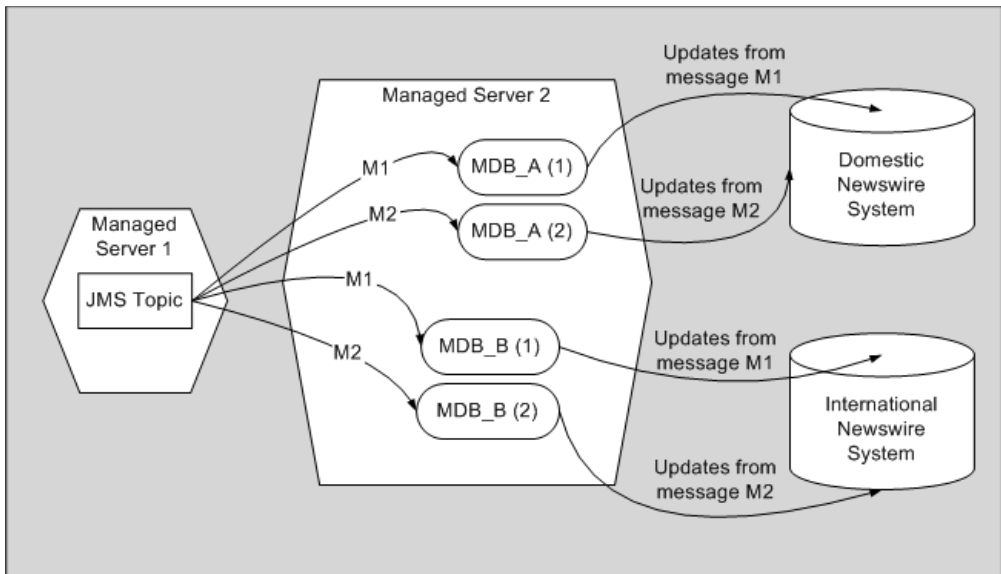 Managed
Server 1
JMS Topic
Managed Server 2
M1
M2
M1
M2
MDB_A (1)
MDB_A (2)
MDB_B (1)
MDB_B (2)
Updates from
message M1
Updates from
message M2
Updates from
message M1
Updates from
message M2
Domestic
Newswire
System
International
Newswire
System